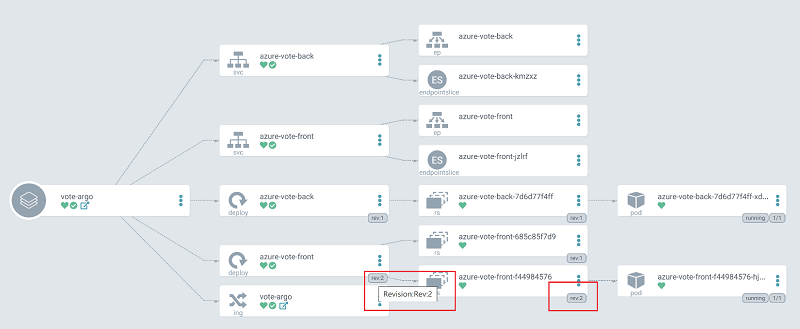 azure-vote-back
ep
azure-vote-back
svc
ES
azure-vote-back-kmzxz
endpointslice
azure-vote-front
ep
azure-vote-front
svc
ES
azure-vote-front-jzlrf
endpointslice
vote-argo
azure-vote-back
deploy
rev:1
azure-vote-back-7d6d77f4ff
rs
rev:1
azure-vote-back-7d6d77f4ff-xd...
pod
running
1/1
azure-vote-front-685c85f7d9
rs
rev:1
azure-vote-front
deploy
rev:2
azure-vote-front-f44984576
rev:2
azure-vote-front-f44984576-hj...
pod
running
1/1
Revision:Rev:2
vote-argo
ing